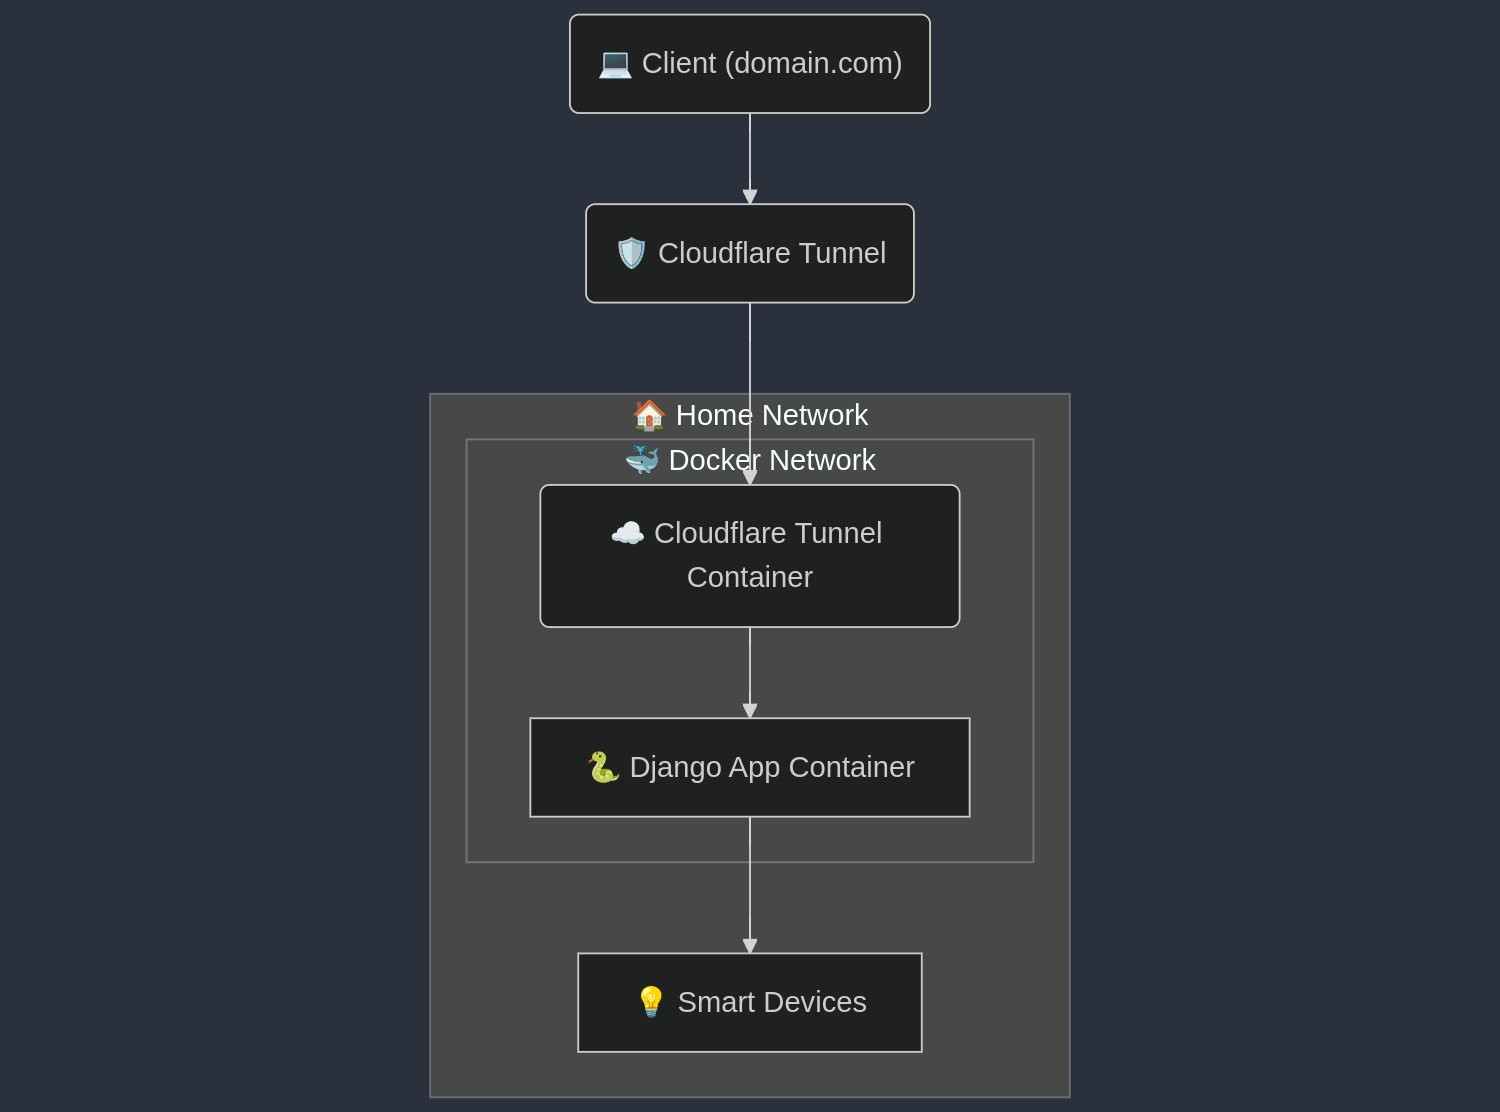 💻 Client (domain.com)
🛡️ Cloudflare Tunnel
🏠 Home Network
🐳 Docker Network
☁️ Cloudflare Tunnel
Container
🐍 Django App Container
💡 Smart Devices